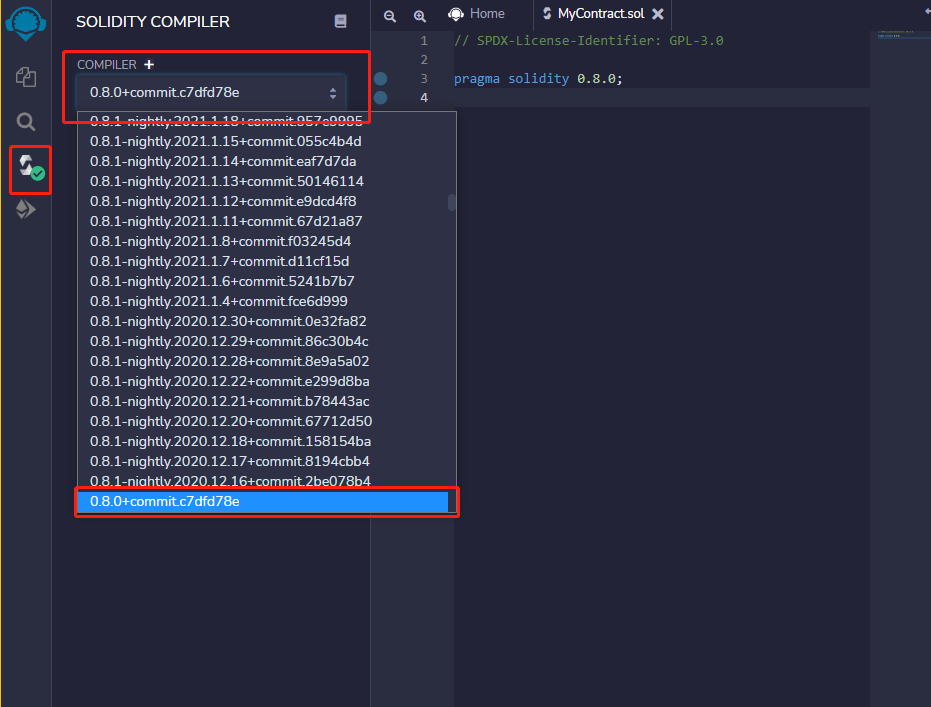 SOLIDITY COMPILER
COMPILER +
0.8.0+commit.c7dfd78e
0.8.1-nightly.2021.1.18+commit.957e9995
0.8.1-nightly.2021.1.15+commit.055c4b4d
0.8.1-nightly.2021.1.14+commit.eaf7d7da
0.8.1-nightly.2021.1.13+commit.50146114
0.8.1-nightly.2021.1.12+commit.e9dcd4f8
0.8.1-nightly.2021.1.11+commit.67d21a87
0.8.1-nightly.2021.1.8+commit.f03245d4
0.8.1-nightly.2021.1.7+commit.d11cf15d
0.8.1-nightly.2021.1.6+commit.5241b7b7
0.8.1-nightly.2021.1.4+commit.fce6d999
0.8.1-nightly.2020.12.30+commit.0e32fa82
0.8.1-nightly.2020.12.29+commit.86c30b4c
0.8.1-nightly.2020.12.28+commit.8e9a5a02
0.8.1-nightly.2020.12.22+commit.e299d8ba
0.8.1-nightly.2020.12.21+commit.b78443ac
0.8.1-nightly.2020.12.20+commit.67712d50
0.8.1-nightly.2020.12.18+commit.158154ba
0.8.1-nightly.2020.12.17+commit.8194cbb4
0.8.1-nightly.2020.12.16+commit.2be078b4
0.8.0+commit.c7dfd78e
Home
MyContract.sol
1 // SPDX-License-Identifier: GPL-3.0
2
3 pragma solidity 0.8.0;
4